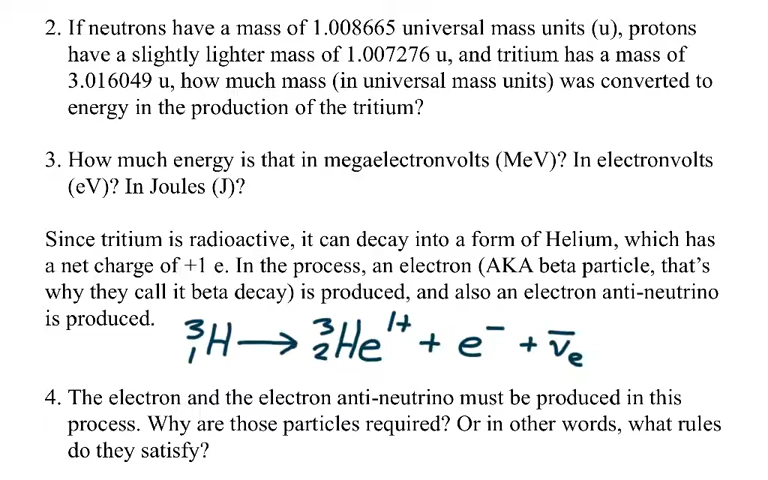 2. If neutrons have a mass of 1.008665 universal mass units (u), protons
have a slightly lighter mass of 1.007276 u, and tritium has a mass of
3.016049 u, how much mass (in universal mass units) was converted to
energy in the production of the tritium?
3. How much energy is that in megaelectronvolts (MeV)? In electronvolts
(eV)? In Joules (J)?
Since tritium is radioactive, it can decay into a form of Helium, which has
a net charge of +1 e. In the process, an electron (AKA beta particle, that’s
why they call it beta decay) is produced, and also an electron anti-neutrino
is produced.
³₁H → ³₂He¹⁺ + e⁻ + ν̅ₑ
4. The electron and the electron anti-neutrino must be produced in this
process. Why are those particles required? Or in other words, what rules
do they satisfy?